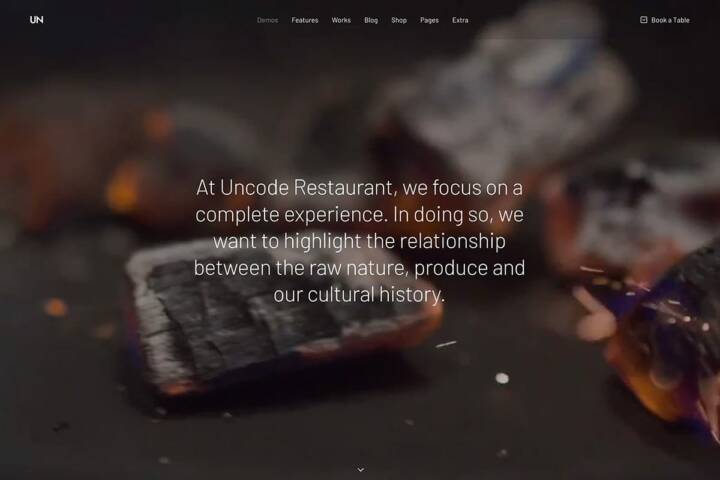 UN
Demos Features Works Blog Shop Pages Extra
Book a Table
At Uncode Restaurant, we focus on a
complete experience. In doing so, we
want to highlight the relationship
between the raw nature, produce and
our cultural history.